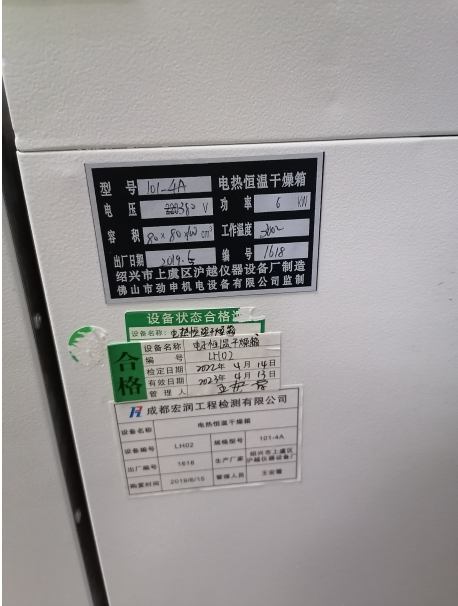 型号 101-4A 电热恒温干燥箱
电压 380 V 功率 6 KW
容积 80×80×100 cm³ 工作温度 300℃
出厂日期 2019.5 编号 1618
绍兴市上虞区沪越仪器设备厂制造
佛山市劲申机电设备有限公司监制
设备状态合格
设备名称: 电热恒温干燥箱
合格
设备名称 电热恒温干燥箱
编号 LH02
检定日期 2022年4月14日
有效日期 2023年4月13日
管理人
成都宏润工程检测有限公司
设备名称 电热恒温干燥箱
设备编号 LH02 规格型号 101-4A
出厂编号 1618 生产厂家 绍兴市上虞区沪越仪器设备厂
购置时间 2019/6/15 管理人员